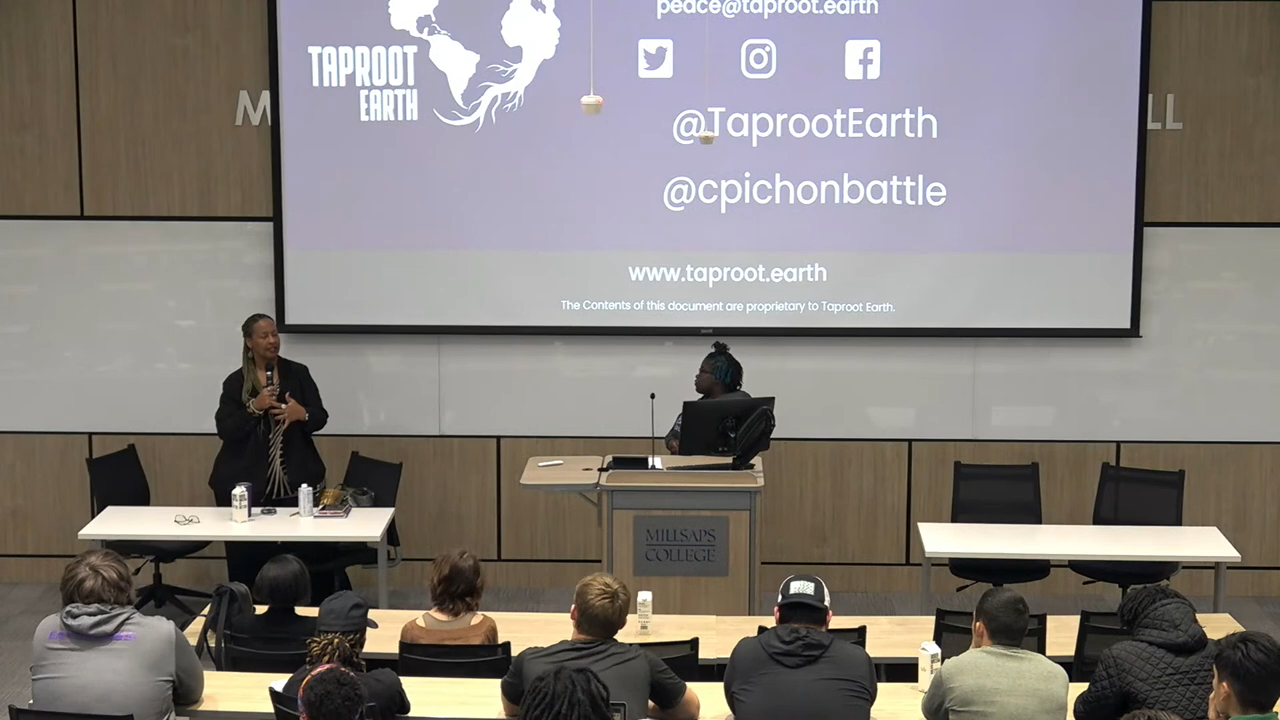 peace@taproot.earth
TAPROOT
EARTH
@TaprootEarth
@cpichonbattle
www.taproot.earth
The Contents of this document are proprietary to Taproot Earth.
M
LL
MILLSAPS
COLLEGE